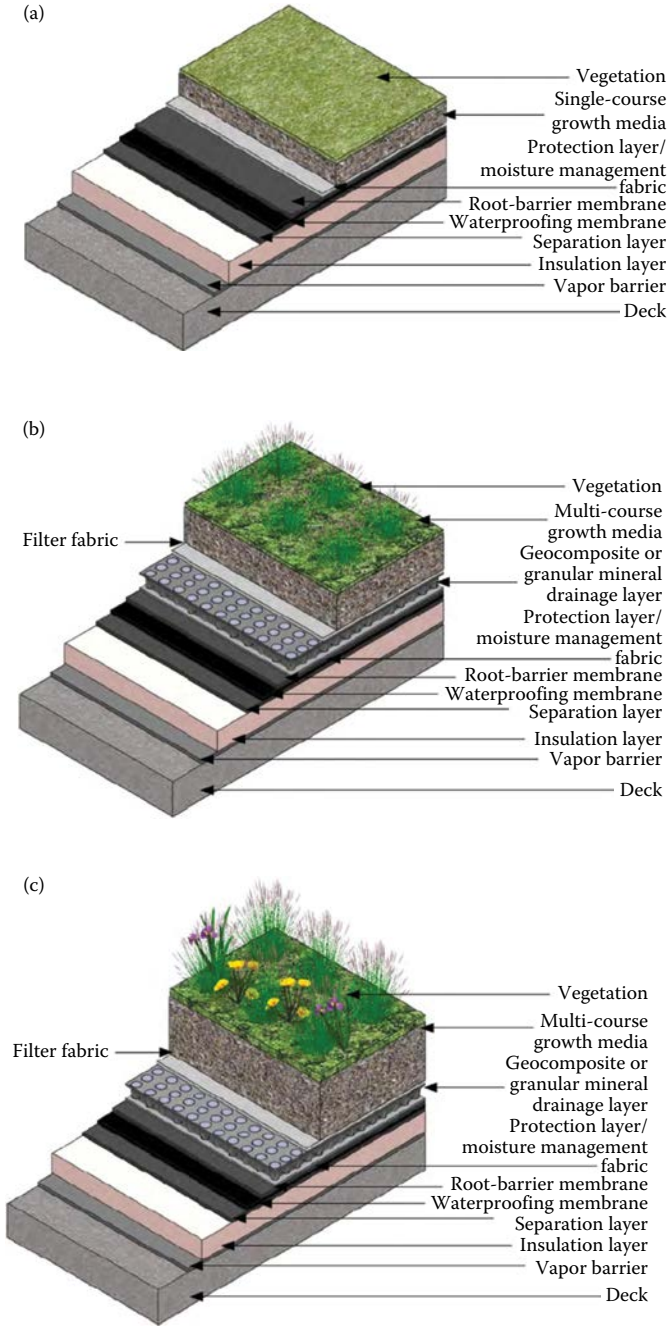 (a)
Vegetation
Single-course
growth media
Protection layer/
moisture management
fabric
Root-barrier membrane
Waterproofing membrane
Separation layer
Insulation layer
Vapor barrier
Deck
(b)
Filter fabric
Vegetation
Multi-course
growth media
Geocomposite or
granular mineral
drainage layer
Protection layer/
moisture management
fabric
Root-barrier membrane
Waterproofing membrane
Separation layer
Insulation layer
Vapor barrier
Deck
(c)
Filter fabric
Vegetation
Multi-course
growth media
Geocomposite or
granular mineral
drainage layer
Protection layer/
moisture management
fabric
Root-barrier membrane
Waterproofing membrane
Separation layer
Insulation layer
Vapor barrier
Deck